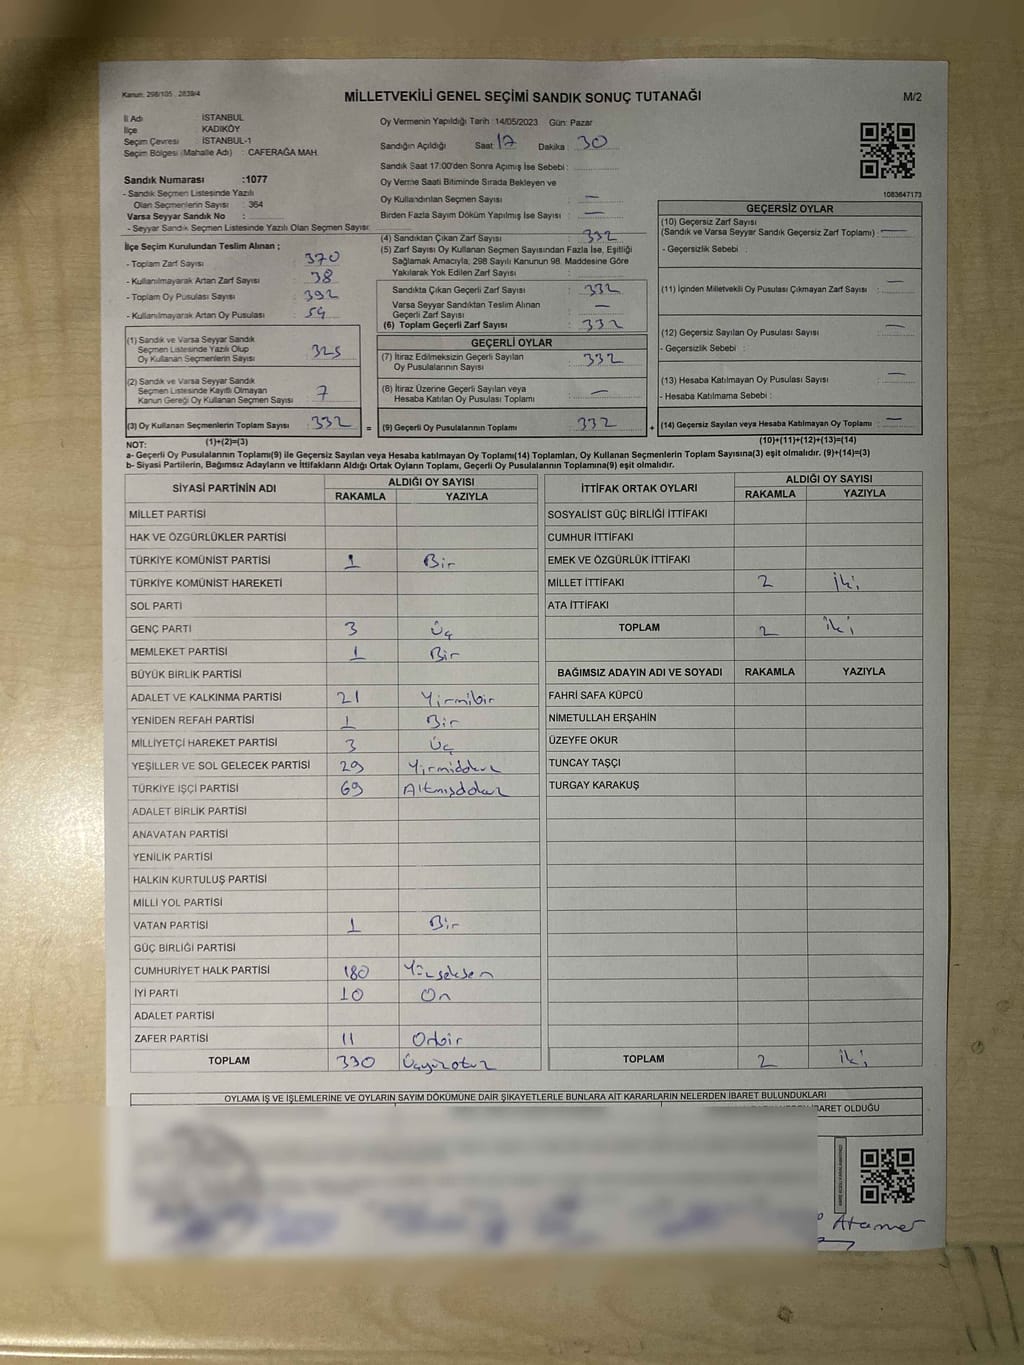 Kanun: 298/105 , 2839/4
MİLLETVEKİLİ GENEL SEÇİMİ SANDIK SONUÇ TUTANAĞI
M/2
İl Adı İSTANBUL
İlçe KADIKÖY
Seçim Çevresi : İSTANBUL-1
Seçim Bölgesi (Mahalle Adı) : CAFERAĞA MAH.
Sandık Numarası :1077
- Sandık Seçmen Listesinde Yazılı
Olan Seçmenlerin Sayısı : 364
Varsa Seyyar Sandık No :
- Seyyar Sandık Seçmen Listesinde Yazılı Olan Seçmen Sayısı:
İlçe Seçim Kurulundan Teslim Alınan ;
- Toplam Zarf Sayısı : 370
- Kullanılmayarak Artan Zarf Sayısı : 38
- Toplam Oy Pusulası Sayısı : 392
- Kullanılmayarak Artan Oy Pusulası : 59
(1) Sandık ve Varsa Seyyar Sandık
Seçmen Listesinde Yazılı Olup
Oy Kullanan Seçmenlerin Sayısı : 325
(2) Sandık ve Varsa Seyyar Sandık
Seçmen Listesinde Kayıtlı Olmayan
Kanun Gereği Oy Kullanan Seçmen Sayısı : 7
(3) Oy Kullanan Seçmenlerin Toplam Sayısı : 332
(1)+(2)=(3)
Oy Vermenin Yapıldığı Tarih :14/05/2023 Gün: Pazar
Sandığın Açıldığı Saat: 17 Dakika : 30
Sandık Saat 17:00'den Sonra Açımış İse Sebebi :
Oy Verme Saati Bitiminde Sırada Bekleyen ve
Oy Kullandırılan Seçmen Sayısı : —
Birden Fazla Sayım Döküm Yapılmış İse Sayısı : —
(4) Sandıktan Çıkan Zarf Sayısı : 332
(5) Zarf Sayısı Oy Kullanan Seçmen Sayısından Fazla İse, Eşitliği
Sağlamak Amacıyla, 298 Sayılı Kanunun 98. Maddesine Göre
Yakılarak Yok Edilen Zarf Sayısı :
Sandıkta Çıkan Geçerli Zarf Sayısı : 332
Varsa Seyyar Sandıktan Teslim Alınan
Geçerli Zarf Sayısı : —
(6) Toplam Geçerli Zarf Sayısı : 332
GEÇERLİ OYLAR
(7) İtiraz Edilmeksizin Geçerli Sayılan
Oy Pusulalarının Sayısı : 332
(8) İtiraz Üzerine Geçerli Sayılan veya
Hesaba Katılan Oy Pusulası Toplamı : —
= (9) Geçerli Oy Pusulalarının Toplamı : 332
1083647173
GEÇERSİZ OYLAR
(10) Geçersiz Zarf Sayısı
(Sandık ve Varsa Seyyar Sandık Geçersiz Zarf Toplamı) : —
- Geçersizlik Sebebi :
(11) İçinden Milletvekili Oy Pusulası Çıkmayan Zarf Sayısı : —
(12) Geçersiz Sayılan Oy Pusulası Sayısı : —
- Geçersizlik Sebebi :
(13) Hesaba Katılmayan Oy Pusulası Sayısı : —
- Hesaba Katılmama Sebebi :
+ (14) Geçersiz Sayılan veya Hesaba Katılmayan Oy Toplamı : —
(10)+(11)+(12)+(13)=(14)
NOT:
a- Geçerli Oy Pusulalarının Toplamı(9) ile Geçersiz Sayılan veya Hesaba katılmayan Oy Toplamı(14) Toplamları, Oy Kullanan Seçmenlerin Toplam Sayısına(3) eşit olmalıdır. (9)+(14)=(3)
b- Siyasi Partilerin, Bağımsız Adayların ve İttifakların Aldığı Ortak Oyların Toplamı, Geçerli Oy Pusulalarının Toplamına(9) eşit olmalıdır.
SİYASİ PARTİNİN ADI ALDIĞI OY SAYISI
RAKAMLA YAZIYLA
MİLLET PARTİSİ
HAK VE ÖZGÜRLÜKLER PARTİSİ
TÜRKİYE KOMÜNİST PARTİSİ 1 Bir
TÜRKİYE KOMÜNİST HAREKETİ
SOL PARTİ
GENÇ PARTİ 3 Üç
MEMLEKET PARTİSİ 1 Bir
BÜYÜK BİRLİK PARTİSİ
ADALET VE KALKINMA PARTİSİ 21 Yirmibir
YENİDEN REFAH PARTİSİ 1 Bir
MİLLİYETÇİ HAREKET PARTİSİ 3 Üç
YEŞİLLER VE SOL GELECEK PARTİSİ 29 Yirmidokuz
TÜRKİYE İŞÇİ PARTİSİ 69 Altmışdokuz
ADALET BİRLİK PARTİSİ
ANAVATAN PARTİSİ
YENİLİK PARTİSİ
HALKIN KURTULUŞ PARTİSİ
MİLLİ YOL PARTİSİ
VATAN PARTİSİ 1 Bir
GÜÇ BİRLİĞİ PARTİSİ
CUMHURİYET HALK PARTİSİ 180 Yüzseksen
İYİ PARTİ 10 On
ADALET PARTİSİ
ZAFER PARTİSİ 11 Onbir
TOPLAM 330 Üçyüzotuz
İTTİFAK ORTAK OYLARI ALDIĞI OY SAYISI
RAKAMLA YAZIYLA
SOSYALİST GÜÇ BİRLİĞİ İTTİFAKI
CUMHUR İTTİFAKI
EMEK VE ÖZGÜRLÜK İTTİFAKI
MİLLET İTTİFAKI 2 İki
ATA İTTİFAKI
TOPLAM 2 İki
BAĞIMSIZ ADAYIN ADI VE SOYADI RAKAMLA YAZIYLA
FAHRİ SAFA KÜPCÜ
NİMETULLAH ERŞAHİN
ÜZEYFE OKUR
TUNCAY TAŞÇI
TURGAY KARAKUŞ
TOPLAM 2 İki
OYLAMA İŞ VE İŞLEMLERİNE VE OYLARIN SAYIM DÖKÜMÜNE DAİR ŞİKAYETLERLE BUNLARA AİT KARARLARIN NELERDEN İBARET BULUNDUKLARI
İBARET OLDUĞU
Atamer